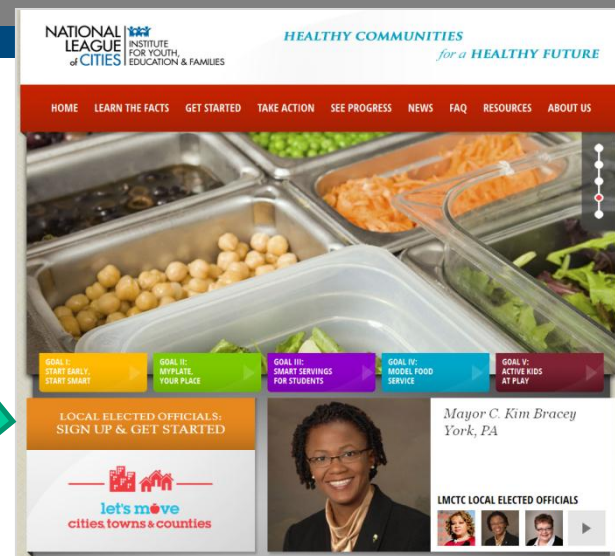 NATIONAL
LEAGUE
of CITIES
INSTITUTE
FOR YOUTH,
EDUCATION & FAMILIES
HEALTHY COMMUNITIES
for a HEALTHY FUTURE
HOME LEARN THE FACTS GET STARTED TAKE ACTION SEE PROGRESS NEWS FAQ RESOURCES ABOUT US
GOAL I:
START EARLY,
START SMART
GOAL II:
MYPLATE,
YOUR PLACE
GOAL III:
SMART SERVINGS
FOR STUDENTS
GOAL IV:
MODEL FOOD
SERVICE
GOAL V:
ACTIVE KIDS
AT PLAY
LOCAL ELECTED OFFICIALS:
SIGN UP & GET STARTED
let's move
cities, towns & counties
Mayor C. Kim Bracey
York, PA
LMCTC LOCAL ELECTED OFFICIALS